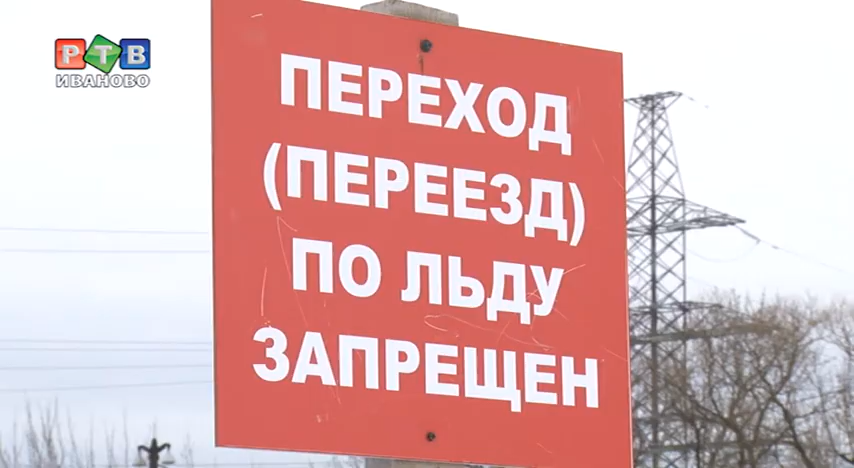 РТВ
ИВАНОВО
ПЕРЕХОД
(ПЕРЕЕЗД)
ПО ЛЬДУ
ЗАПРЕЩЕН